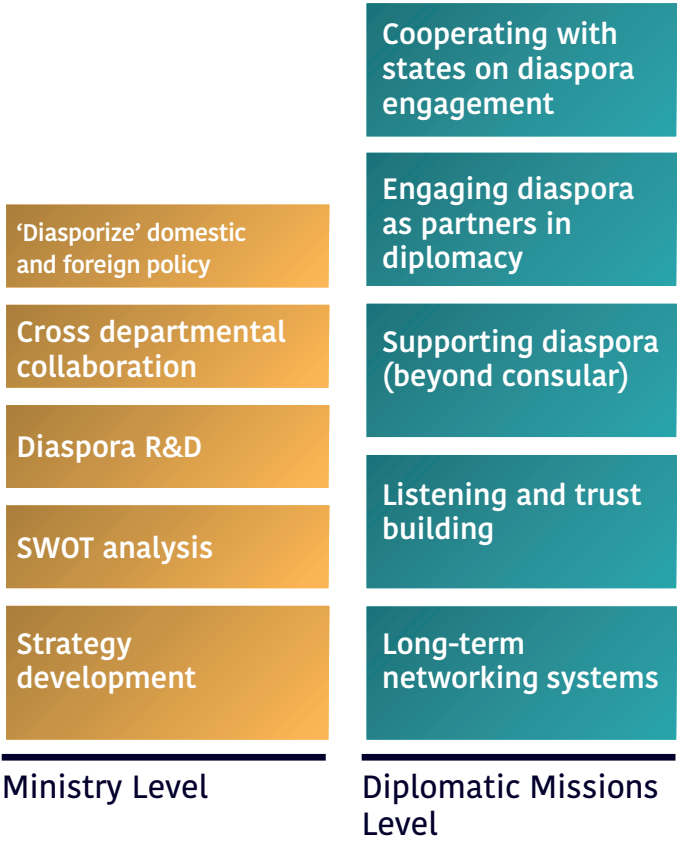 ‘Diasporize’ domestic
and foreign policy
Cross departmental
collaboration
Diaspora R&D
SWOT analysis
Strategy
development
Ministry Level
Cooperating with
states on diaspora
engagement
Engaging diaspora
as partners in
diplomacy
Supporting diaspora
(beyond consular)
Listening and trust
building
Long-term
networking systems
Diplomatic Missions
Level